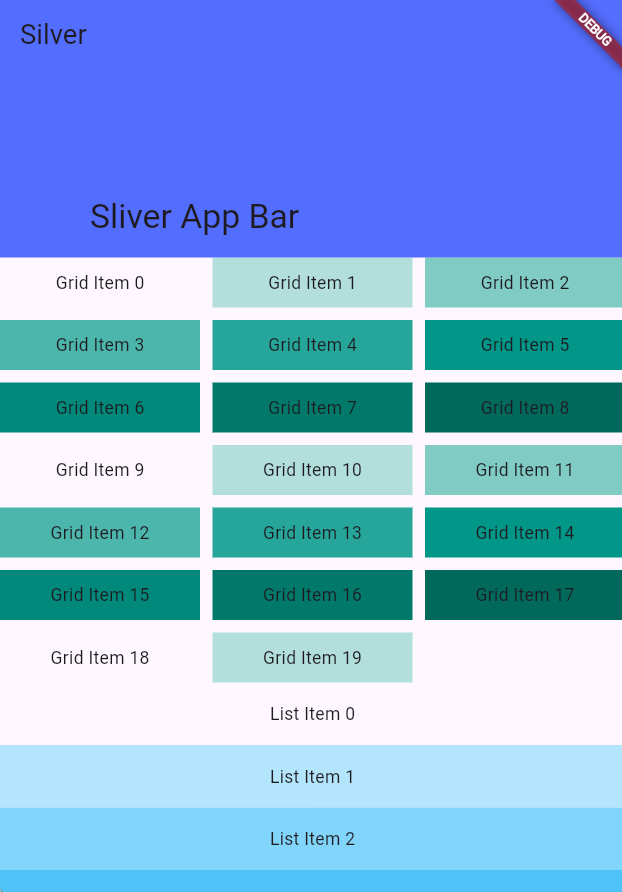 Silver
DEBUG
Sliver App Bar
Grid Item 0
Grid Item 1
Grid Item 2
Grid Item 3
Grid Item 4
Grid Item 5
Grid Item 6
Grid Item 7
Grid Item 8
Grid Item 9
Grid Item 10
Grid Item 11
Grid Item 12
Grid Item 13
Grid Item 14
Grid Item 15
Grid Item 16
Grid Item 17
Grid Item 18
Grid Item 19
List Item 0
List Item 1
List Item 2